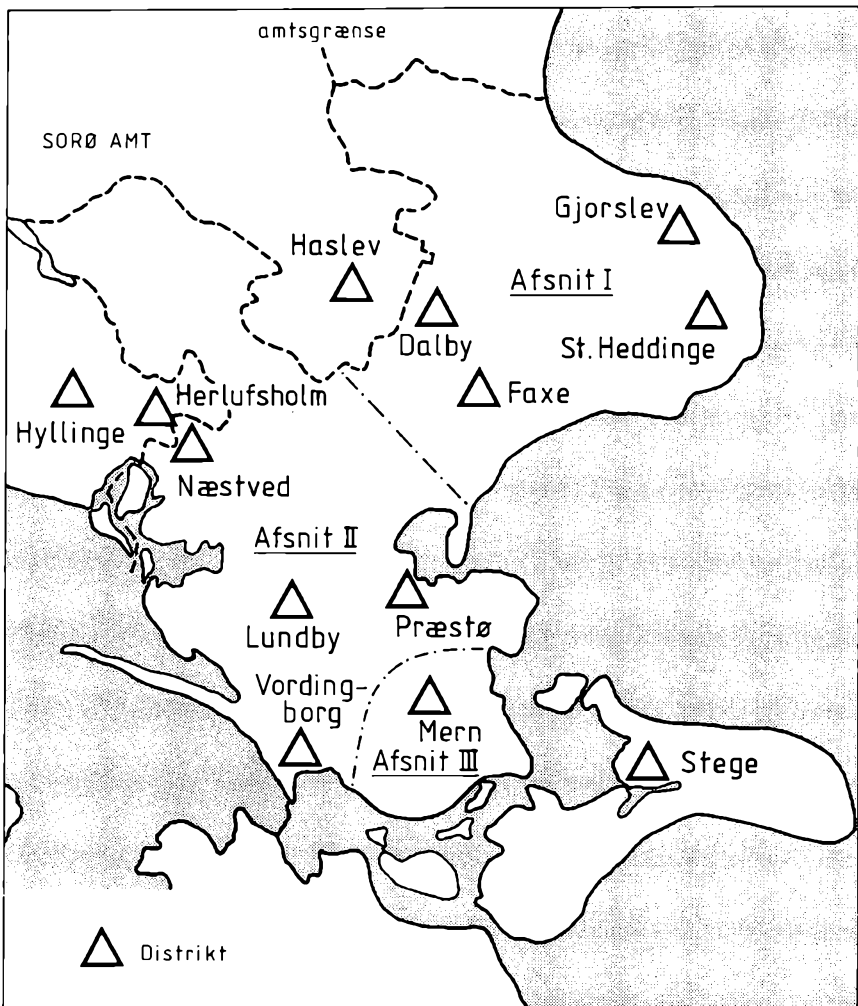 amtsgrænse
SORØ AMT
Gjorslev
Haslev
Afsnit I
Dalby
St. Heddinge
Herlufsholm
Faxe
Hyllinge
Næstved
Afsnit II
Lundby
Præstø
Vording-
borg
Mern
Afsnit III
Stege
Distrikt